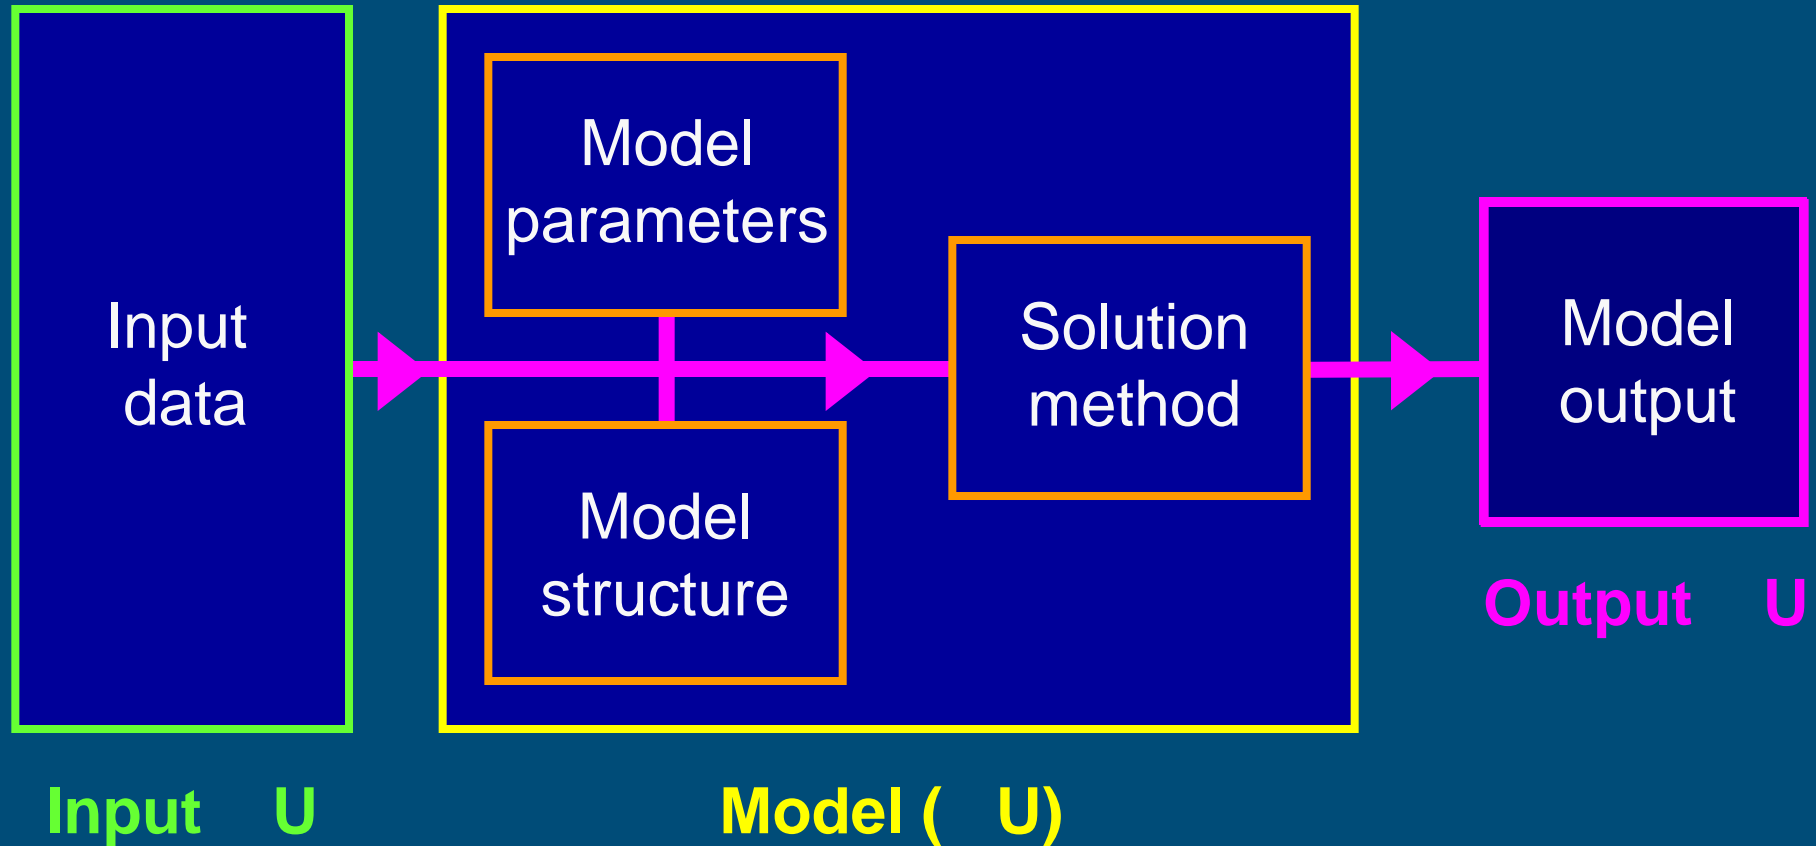 Input
data
Model
parameters
Model
structure
Solution
method
Model
output
Output U
Input U
Model ( U)